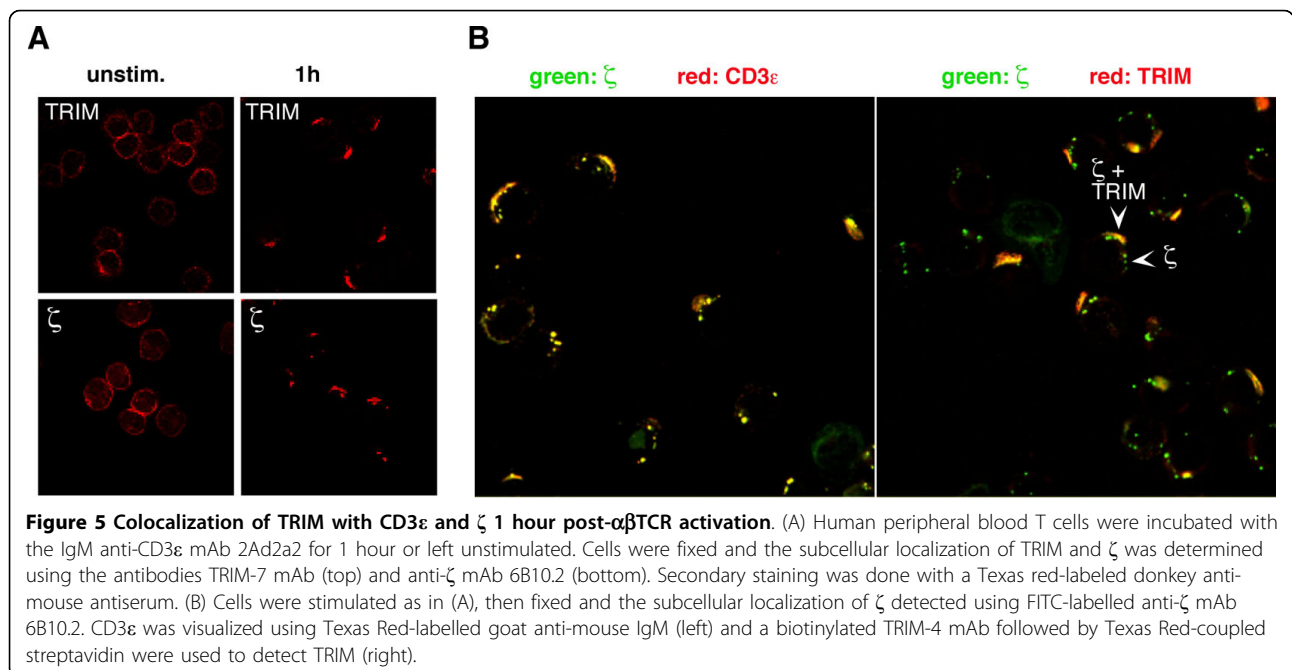 A
B
unstim.
1h
TRIM
TRIM
ζ
ζ
green: ζ red: CD3ε
green: ζ red: TRIM
ζ +
TRIM
ζ
Figure 5 Colocalization of TRIM with CD3ε and ζ 1 hour post-αβTCR activation. (A) Human peripheral blood T cells were incubated with
the IgM anti-CD3ε mAb 2Ad2a2 for 1 hour or left unstimulated. Cells were fixed and the subcellular localization of TRIM and ζ was determined
using the antibodies TRIM-7 mAb (top) and anti-ζ mAb 6B10.2 (bottom). Secondary staining was done with a Texas red-labeled donkey anti-
mouse antiserum. (B) Cells were stimulated as in (A), then fixed and the subcellular localization of ζ detected using FITC-labelled anti-ζ mAb
6B10.2. CD3ε was visualized using Texas Red-labelled goat anti-mouse IgM (left) and a biotinylated TRIM-4 mAb followed by Texas Red-coupled
streptavidin were used to detect TRIM (right).